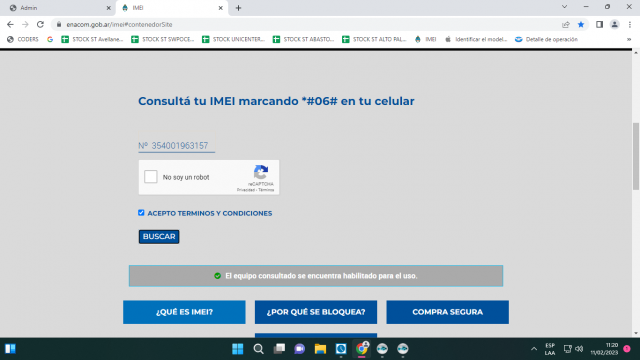 Admin
IMEI
enacom.gob.ar/imei#contenedorSite
CODERS
G
STOCK ST Avellane...
STOCK ST SWPOCE...
STOCK UNICENTER...
STOCK ST ABASTO...
STOCK ST ALTO PAL...
IMEI
Identificar el model...
Detalle de operación
Consultá tu IMEI marcando *#06# en tu celular
Nº 354001963157
No soy un robot
reCAPTCHA
Privacidad - Términos
ACEPTO TERMINOS Y CONDICIONES
BUSCAR
El equipo consultado se encuentra habilitado para el uso.
¿QUÉ ES IMEI?
¿POR QUÉ SE BLOQUEA?
COMPRA SEGURA
ESP
LAA
11:20
11/02/2023